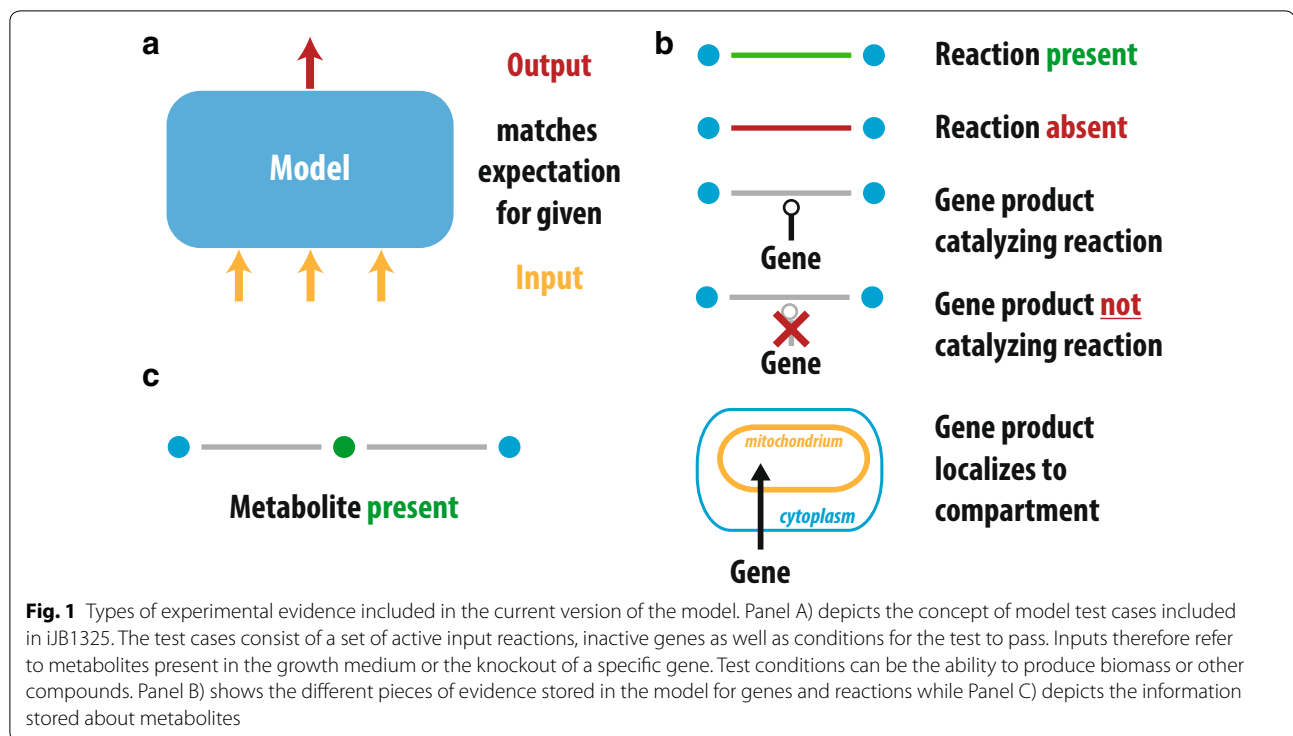 a
Output
Model
matches
expectation
for given
Input
b
Reaction present
Reaction absent
Gene product
catalyzing reaction
Gene
Gene product not
catalyzing reaction
Gene
mitochondrium
cytoplasm
Gene
Gene product
localizes to
compartment
c
Metabolite present
Fig. 1 Types of experimental evidence included in the current version of the model. Panel A) depicts the concept of model test cases included
in iJB1325. The test cases consist of a set of active input reactions, inactive genes as well as conditions for the test to pass. Inputs therefore refer
to metabolites present in the growth medium or the knockout of a specific gene. Test conditions can be the ability to produce biomass or other
compounds. Panel B) shows the different pieces of evidence stored in the model for genes and reactions while Panel C) depicts the information
stored about metabolites